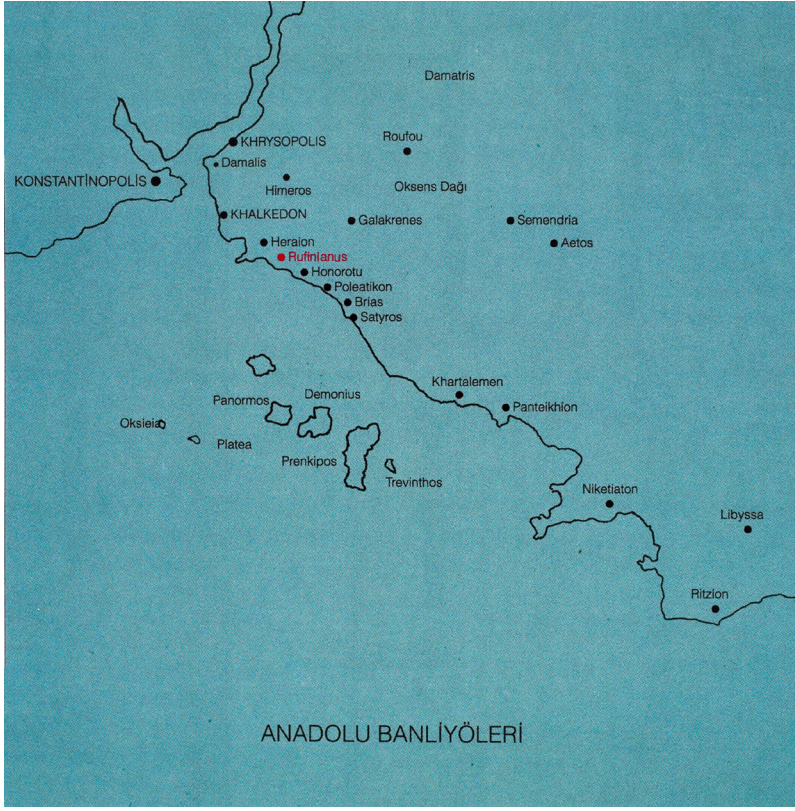 Damatris
Roufou
KHRYSOPOLIS
Damalis
KONSTANTİNOPOLİS
Himeros
Oksens Dağı
KHALKEDON
Galakrenes
Semendria
Heraion
Aetos
Rufinianus
Honorotu
Poleatikon
Brias
Satyros
Khartalemen
Panormos
Demonius
Panteikhion
Oksieia
Platea
Prenkipos
Trevinthos
Niketiaton
Libyssa
Ritzion
ANADOLU BANLİYÖLERİ